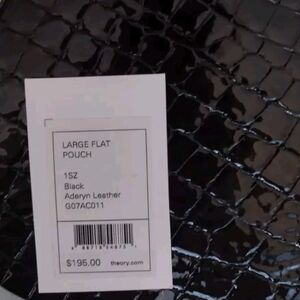 LARGE FLAT
POUCH
1SZ
Black
Aderyn Leather
G07AC011
$195.00 theory.com